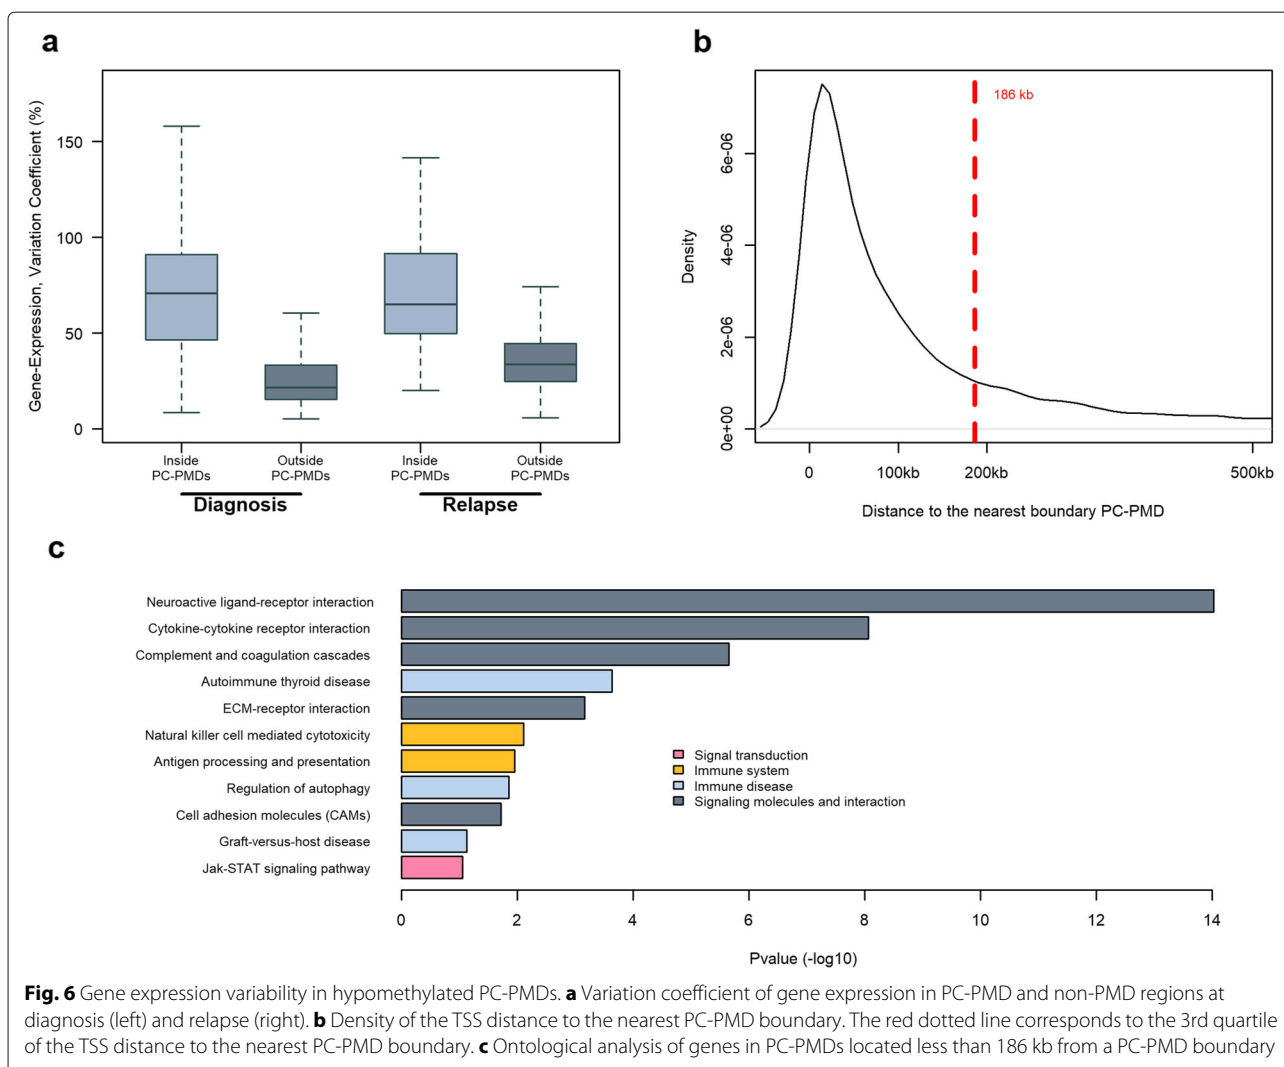 a
Gene-Expression, Variation Coefficient (%)
150
100
50
0
Inside
PC-PMDs
Outside
PC-PMDs
Inside
PC-PMDs
Outside
PC-PMDs
Diagnosis
Relapse
b
186 kb
Density
6e-06
4e-06
2e-06
0e+00
0
100kb
200kb
500kb
Distance to the nearest boundary PC-PMD
c
Neuroactive ligand-receptor interaction
Cytokine-cytokine receptor interaction
Complement and coagulation cascades
Autoimmune thyroid disease
ECM-receptor interaction
Natural killer cell mediated cytotoxicity
Antigen processing and presentation
Regulation of autophagy
Cell adhesion molecules (CAMs)
Graft-versus-host disease
Jak-STAT signaling pathway
Signal transduction
Immune system
Immune disease
Signaling molecules and interaction
0
2
4
6
8
10
12
14
Pvalue (-log10)
Fig. 6 Gene expression variability in hypomethylated PC-PMDs. a Variation coefficient of gene expression in PC-PMD and non-PMD regions at
diagnosis (left) and relapse (right). b Density of the TSS distance to the nearest PC-PMD boundary. The red dotted line corresponds to the 3rd quartile
of the TSS distance to the nearest PC-PMD boundary. c Ontological analysis of genes in PC-PMDs located less than 186 kb from a PC-PMD boundary